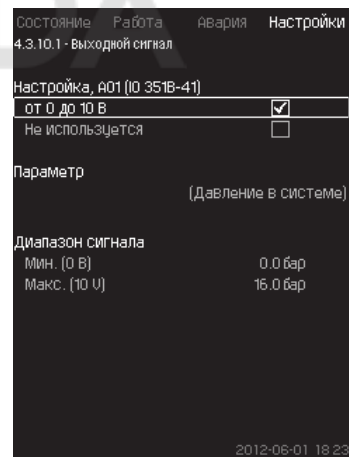 Состояние Работа Авария Настройки
4.3.10.1 - Выходной сигнал
Настройка, AO1 (IO 351B-41)
от 0 до 10 В
Не используется
Параметр
(Давление в системе)
Диапазон сигнала
Мин. (0 В) 0.0 бар
Макс. (10 V) 16.0 бар
2012-06-01 18:23